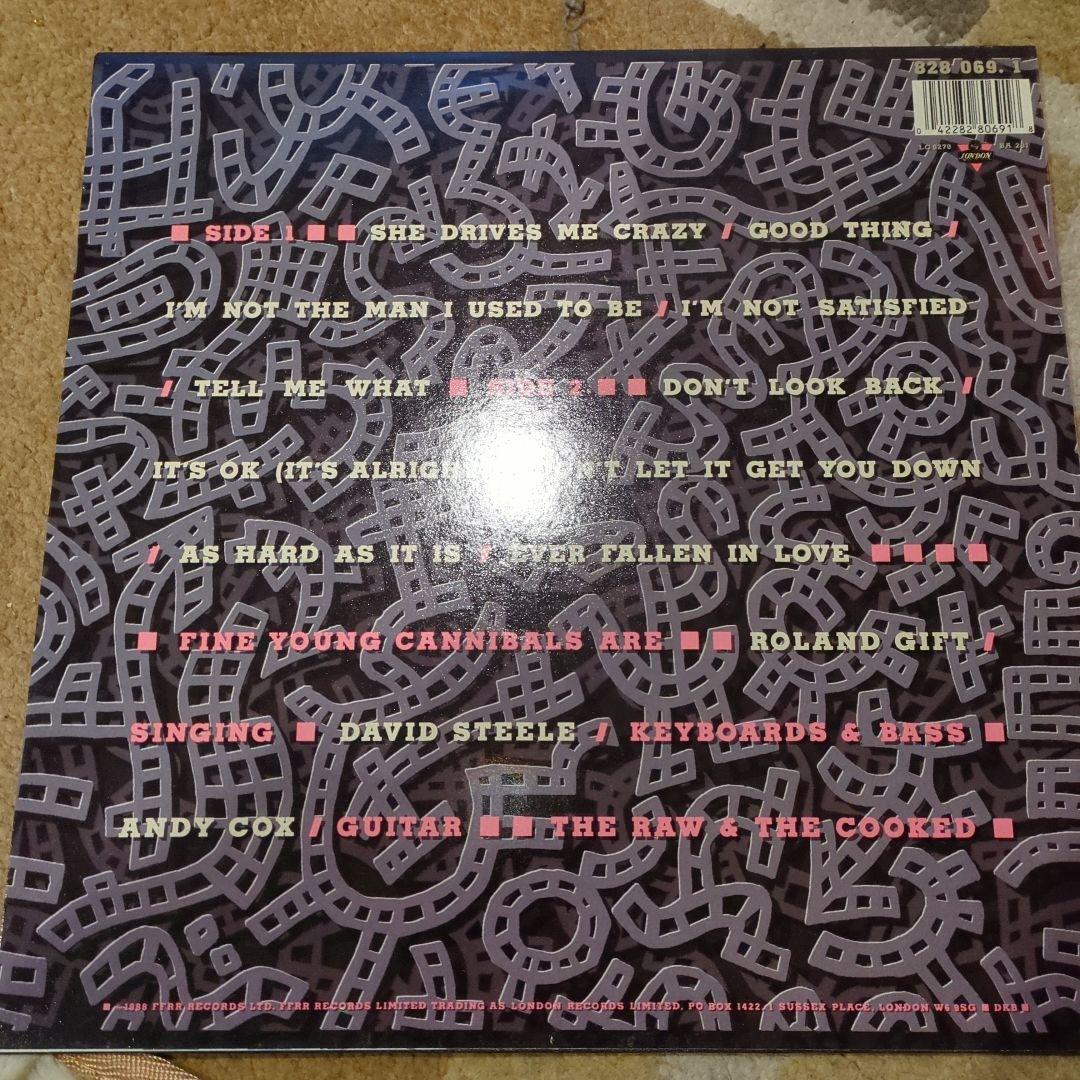 828 069.1
0 42282 80691 8
LC 0270 BA 281
LONDON
■ SIDE 1 ■ ■ SHE DRIVES ME CRAZY / GOOD THING /
I'M NOT THE MAN I USED TO BE / I'M NOT SATISFIED
/ TELL ME WHAT ■ SIDE 2 ■ ■ DON'T LOOK BACK /
IT'S OK (IT'S LET IT GET YOU DOWN
/ AS HARD AS IT IS / EVER FALLEN IN LOVE ■ ■ ■ ■
■ FINE YOUNG CANNIBALS ARE ■ ■ ROLAND GIFT /
SINGING ■ DAVID STEELE / KEYBOARDS & BASS ■
ANDY COX / GUITAR ■ ■ THE RAW & THE COOKED ■
■ 1988 FFRR RECORDS LTD. FFRR RECORDS LIMITED TRADING AS LONDON RECORDS LIMITED, PO BOX 1422, 1 SUSSEX PLACE, LONDON W6 9SG ■ DKB ■